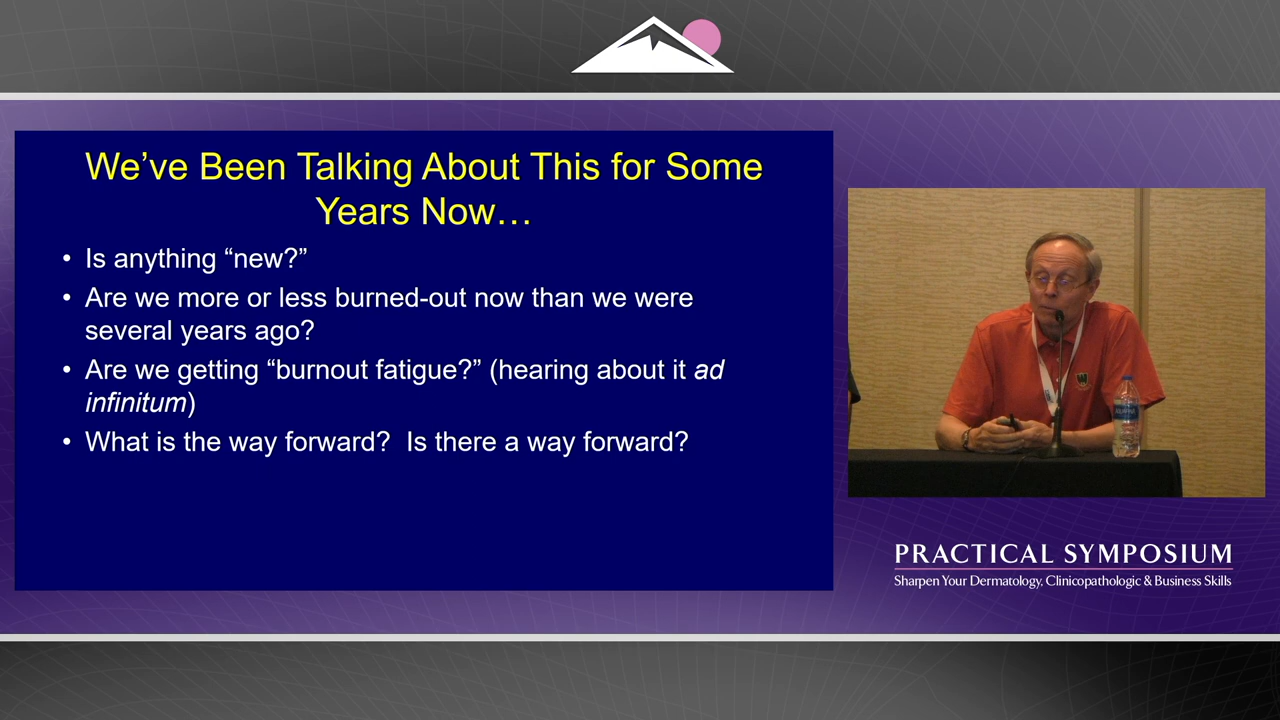 We’ve Been Talking About This for Some
Years Now…
• Is anything “new?”
• Are we more or less burned-out now than we were
several years ago?
• Are we getting “burnout fatigue?” (hearing about it ad
infinitum)
• What is the way forward?  Is there a way forward?
PRACTICAL SYMPOSIUM
Sharpen Your Dermatology, Clinicopathologic & Business Skills